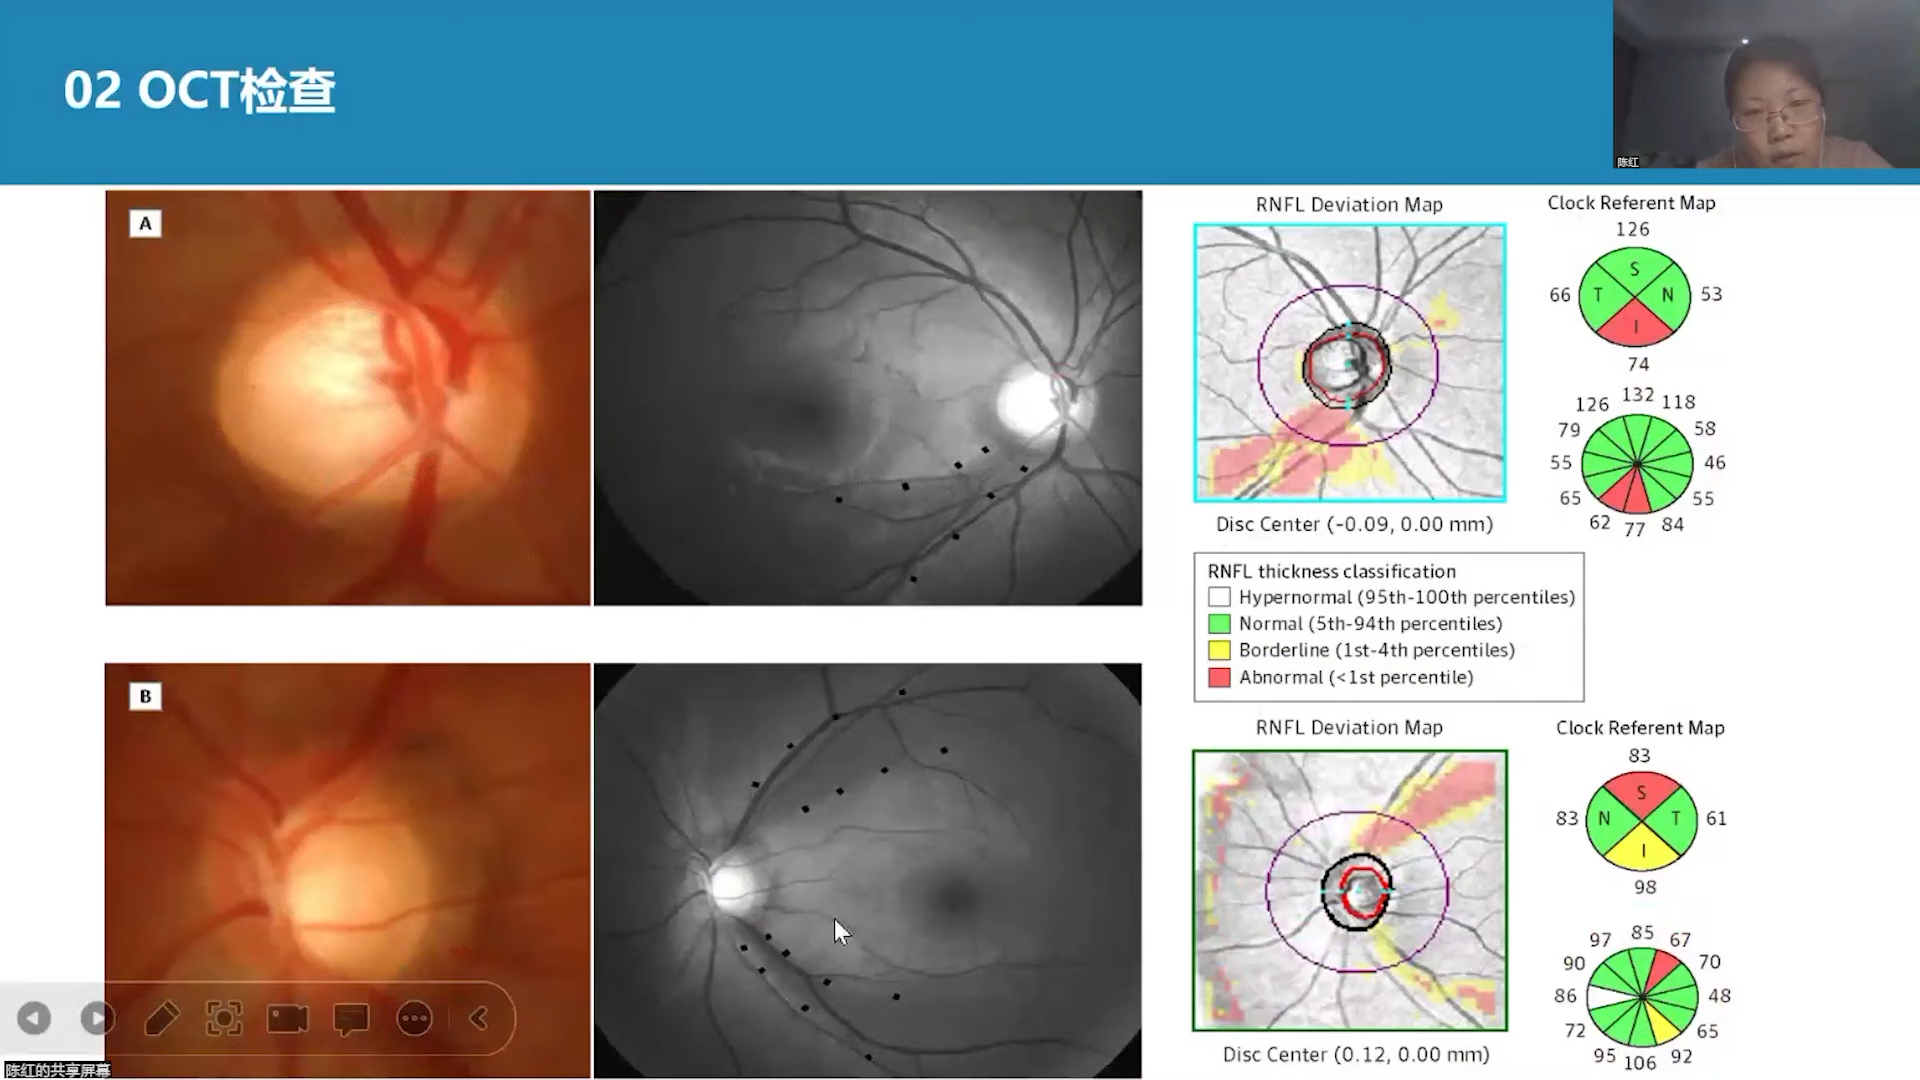 02 OCT检查
陈红
A
RNFL Deviation Map
Clock Referent Map
126
S
66
T
N
53
I
74
132
126
118
79
58
55
46
65
55
62
77
84
Disc Center (-0.09, 0.00 mm)
RNFL thickness classification
Hypernormal (95th-100th percentiles)
Normal (5th-94th percentiles)
Borderline (1st-4th percentiles)
Abnormal (<1st percentile)
B
RNFL Deviation Map
Clock Referent Map
83
S
83
N
T
61
I
98
85
97
67
90
70
86
48
72
65
95
106
92
Disc Center (0.12, 0.00 mm)
陈红的共享屏幕